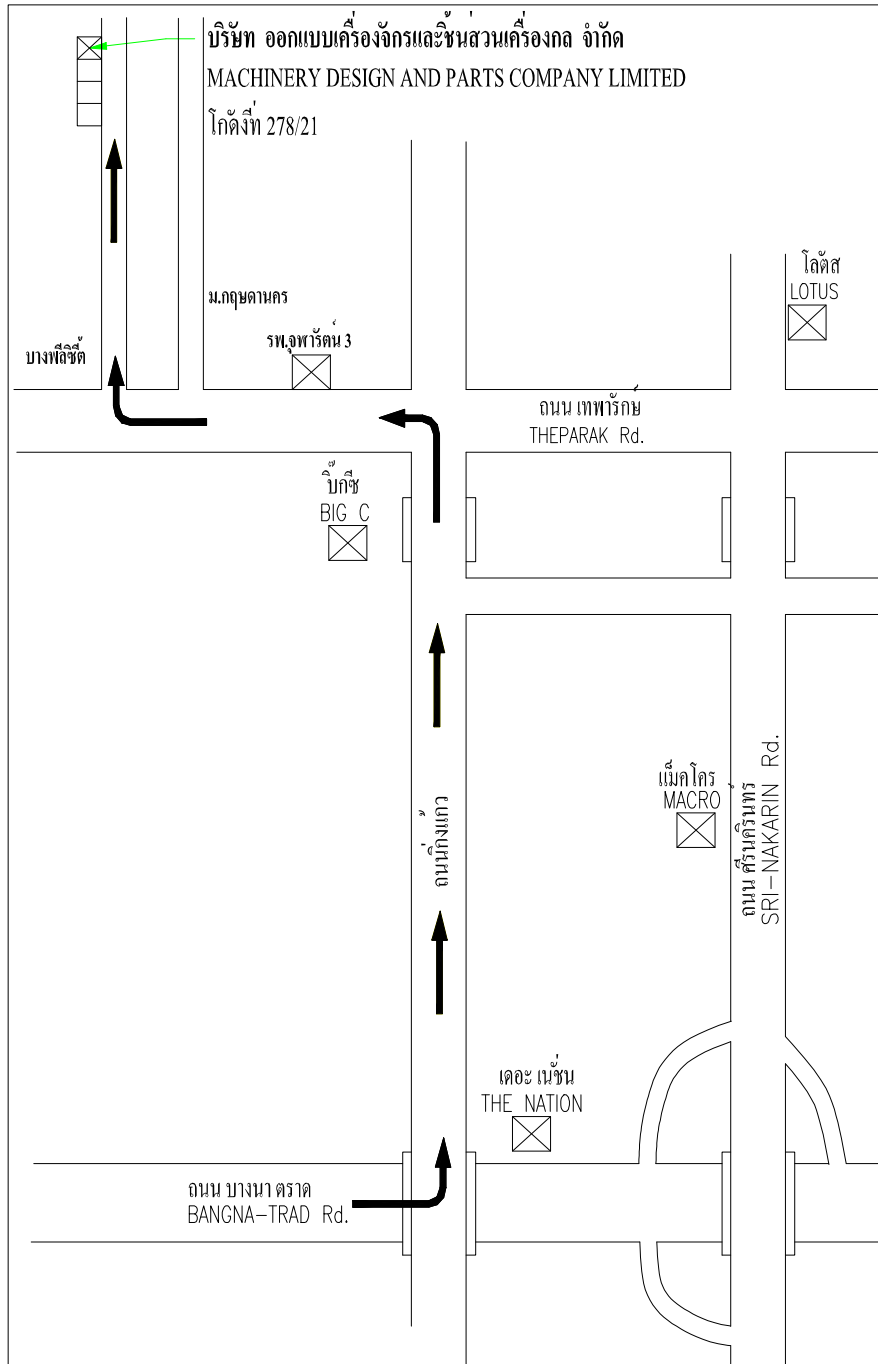 บริษัท ออกแบบเครื่องจักรและชิ้นส่วนเครื่องกล จำกัด
MACHINERY DESIGN AND PARTS COMPANY LIMITED
โกดังที่ 278/21
โลตัส
LOTUS
ม.กฤษดานคร
รพ.จุฬารัตน์ 3
บางพลีซิตี้
ถนน เทพารักษ์
THEPARAK Rd.
บิ๊กซี
BIG C
แม็คโคร
MACRO
ถนน ศรีนครินทร์
SRI-NAKARIN Rd.
ถนนกิ่งแก้ว
เดอะ เนชั่น
THE NATION
ถนน บางนา ตราด
BANGNA-TRAD Rd.